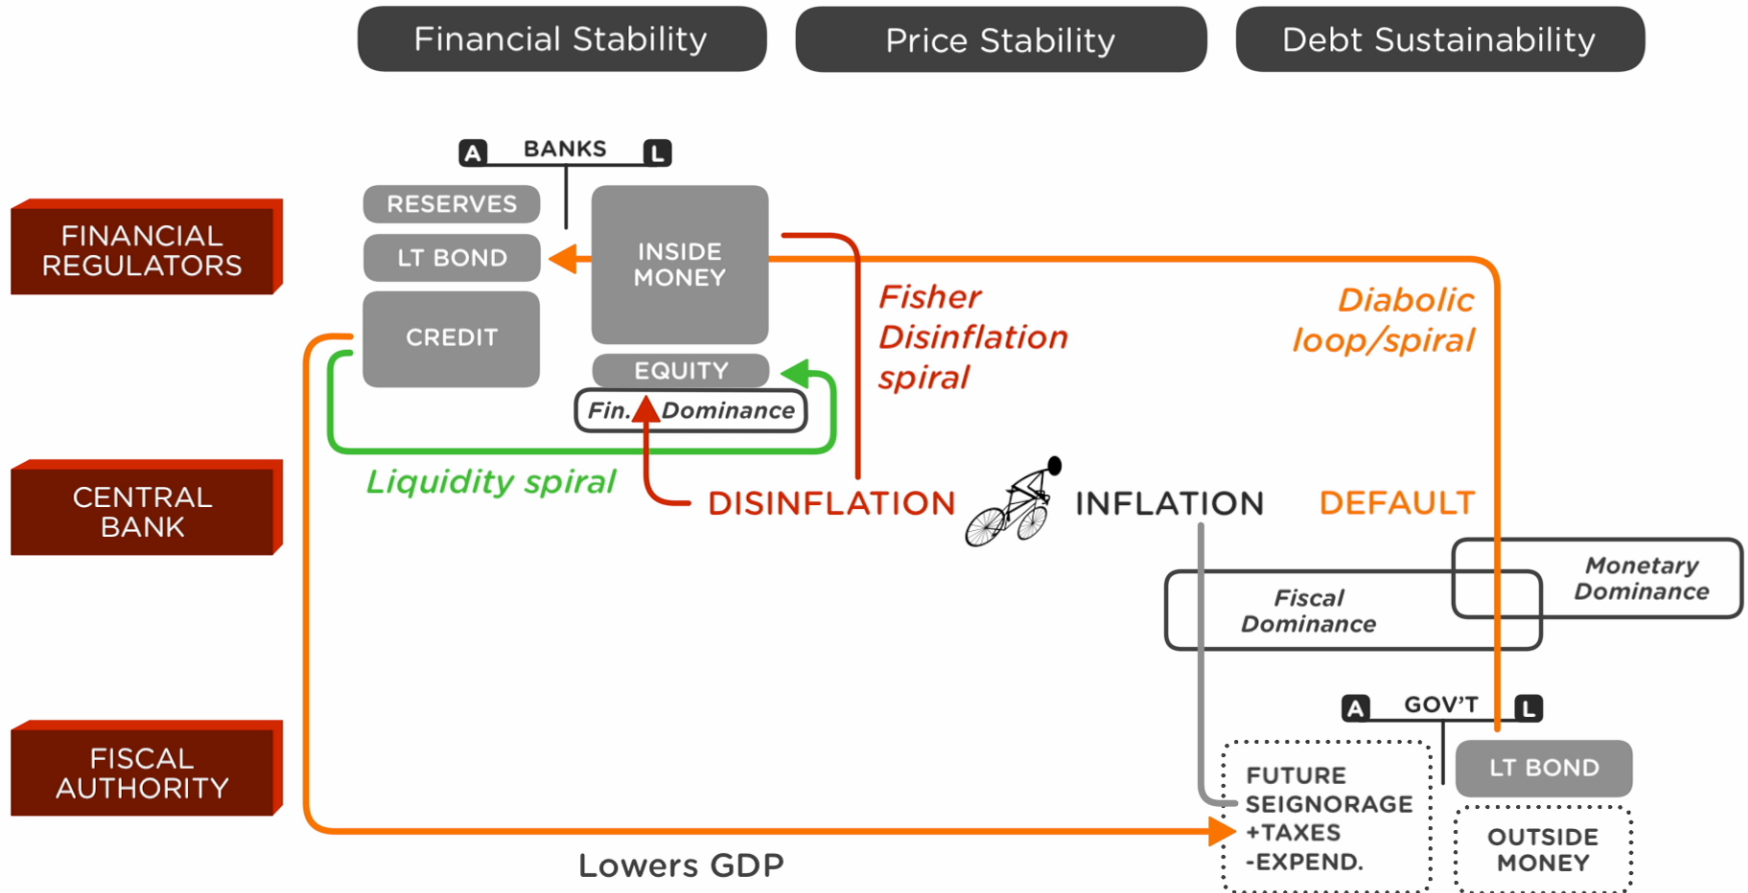 Financial Stability
Price Stability
Debt Sustainability
A
BANKS
L
RESERVES
LT BOND
CREDIT
INSIDE
MONEY
EQUITY
Fin.
Dominance
FINANCIAL
REGULATORS
Fisher
Disinflation
spiral
Diabolic
loop/spiral
Liquidity spiral
CENTRAL
BANK
DISINFLATION
INFLATION
DEFAULT
Monetary
Dominance
Fiscal
Dominance
A
GOV'T
L
FISCAL
AUTHORITY
FUTURE
SEIGNORAGE
+TAXES
-EXPEND.
LT BOND
OUTSIDE
MONEY
Lowers GDP